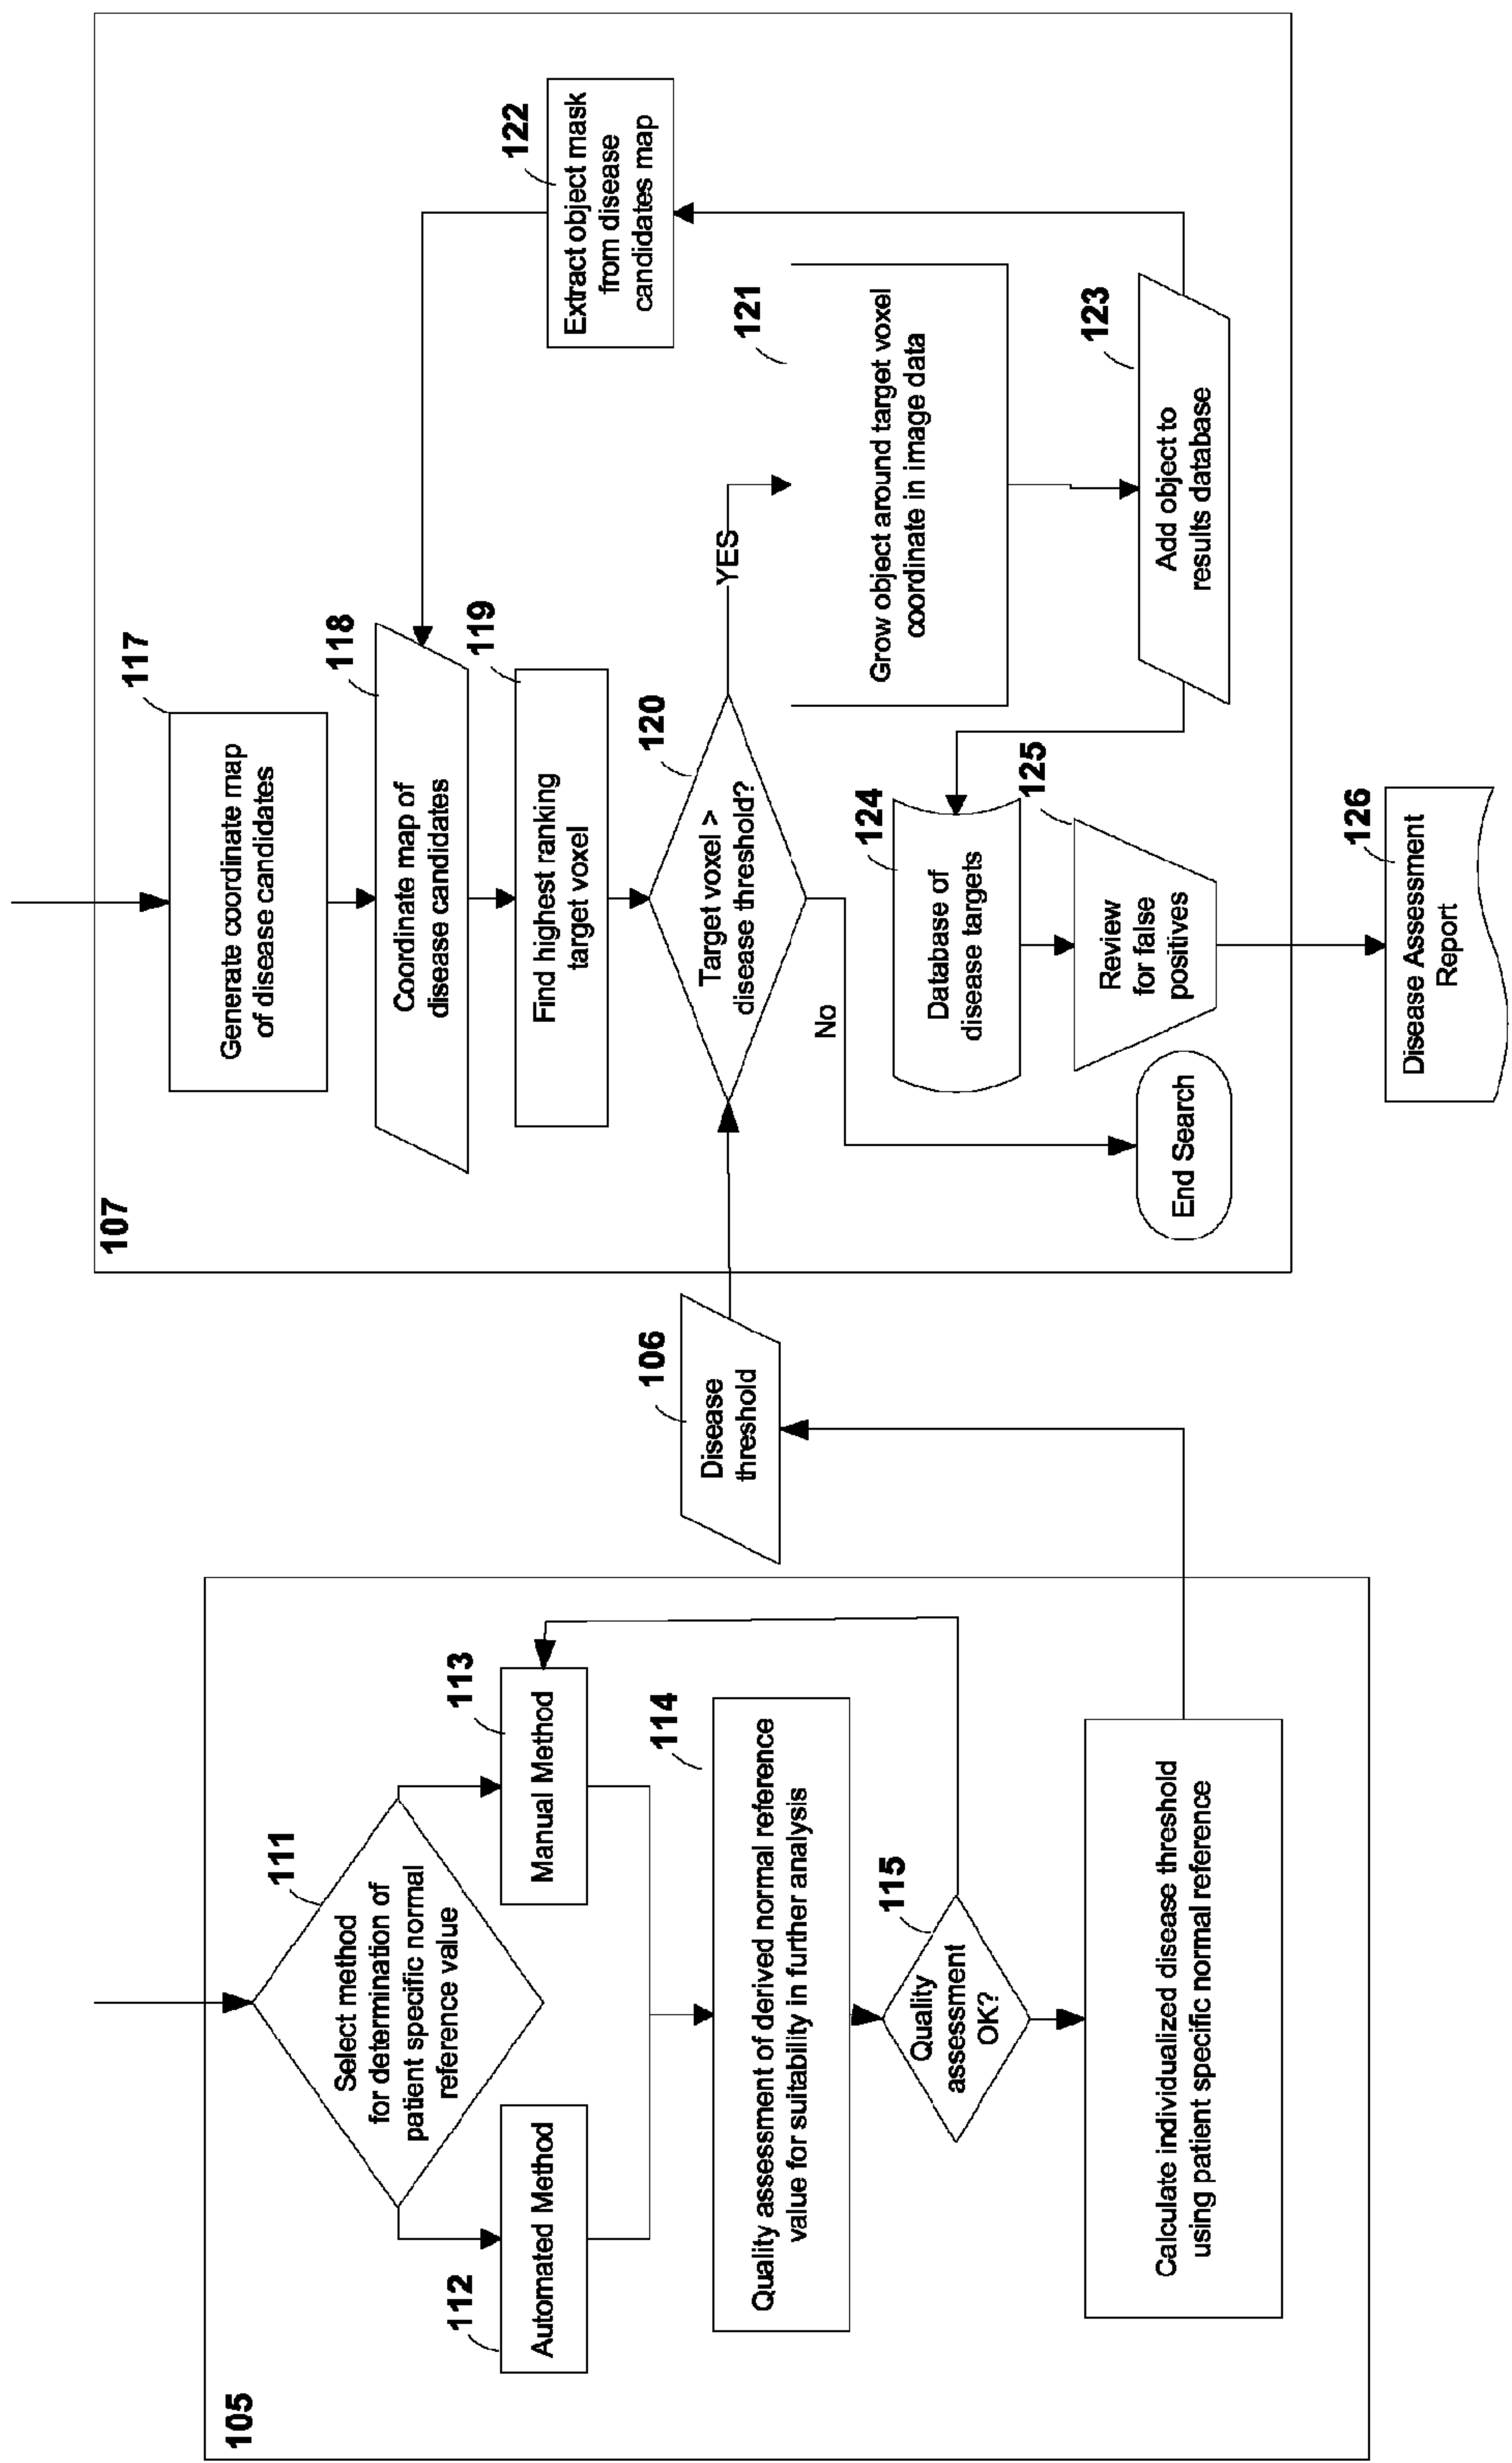 105
111
Select method
for determination of
patient specific normal
reference value
112
Automated Method
113
Manual Method
114
Quality assessment of derived normal reference
value for suitability in further analysis
115
Quality
assessment
OK?
Calculate individualized disease threshold
using patient specific normal reference
106
Disease
threshold
107
117
Generate coordinate map
of disease candidates
118
Coordinate map of
disease candidates
119
Find highest ranking
target voxel
120
Target voxel >
disease threshold?
YES
No
121
Grow object around target voxel
coordinate in image data
122
Extract object mask
from disease
candidates map
123
Add object to
results database
124
Database of
disease targets
125
Review
for false
positives
End Search
126
Disease Assessment
Report